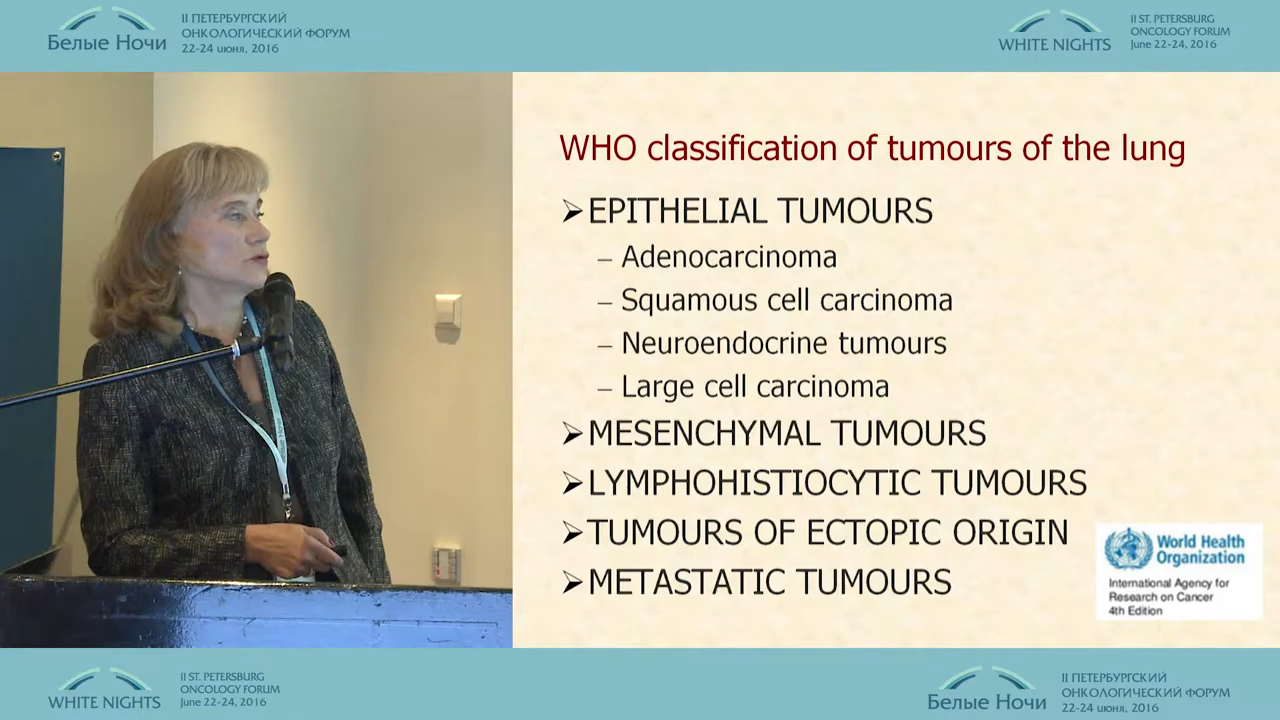 Белые Ночи
II ПЕТЕРБУРГСКИЙ
ОНКОЛОГИЧЕСКИЙ ФОРУМ
22-24 июня, 2016
WHITE NIGHTS
II ST. PETERSBURG
ONCOLOGY FORUM
June 22-24, 2016
WHO classification of tumours of the lung
➢EPITHELIAL TUMOURS
– Adenocarcinoma
– Squamous cell carcinoma
– Neuroendocrine tumours
– Large cell carcinoma
➢MESENCHYMAL TUMOURS
➢LYMPHOHISTIOCYTIC TUMOURS
➢TUMOURS OF ECTOPIC ORIGIN
➢METASTATIC TUMOURS
World Health
Organization
International Agency for
Research on Cancer
4th Edition
WHITE NIGHTS
II ST. PETERSBURG
ONCOLOGY FORUM
June 22-24, 2016
Белые Ночи
II ПЕТЕРБУРГСКИЙ
ОНКОЛОГИЧЕСКИЙ ФОРУМ
22-24 июня, 2016